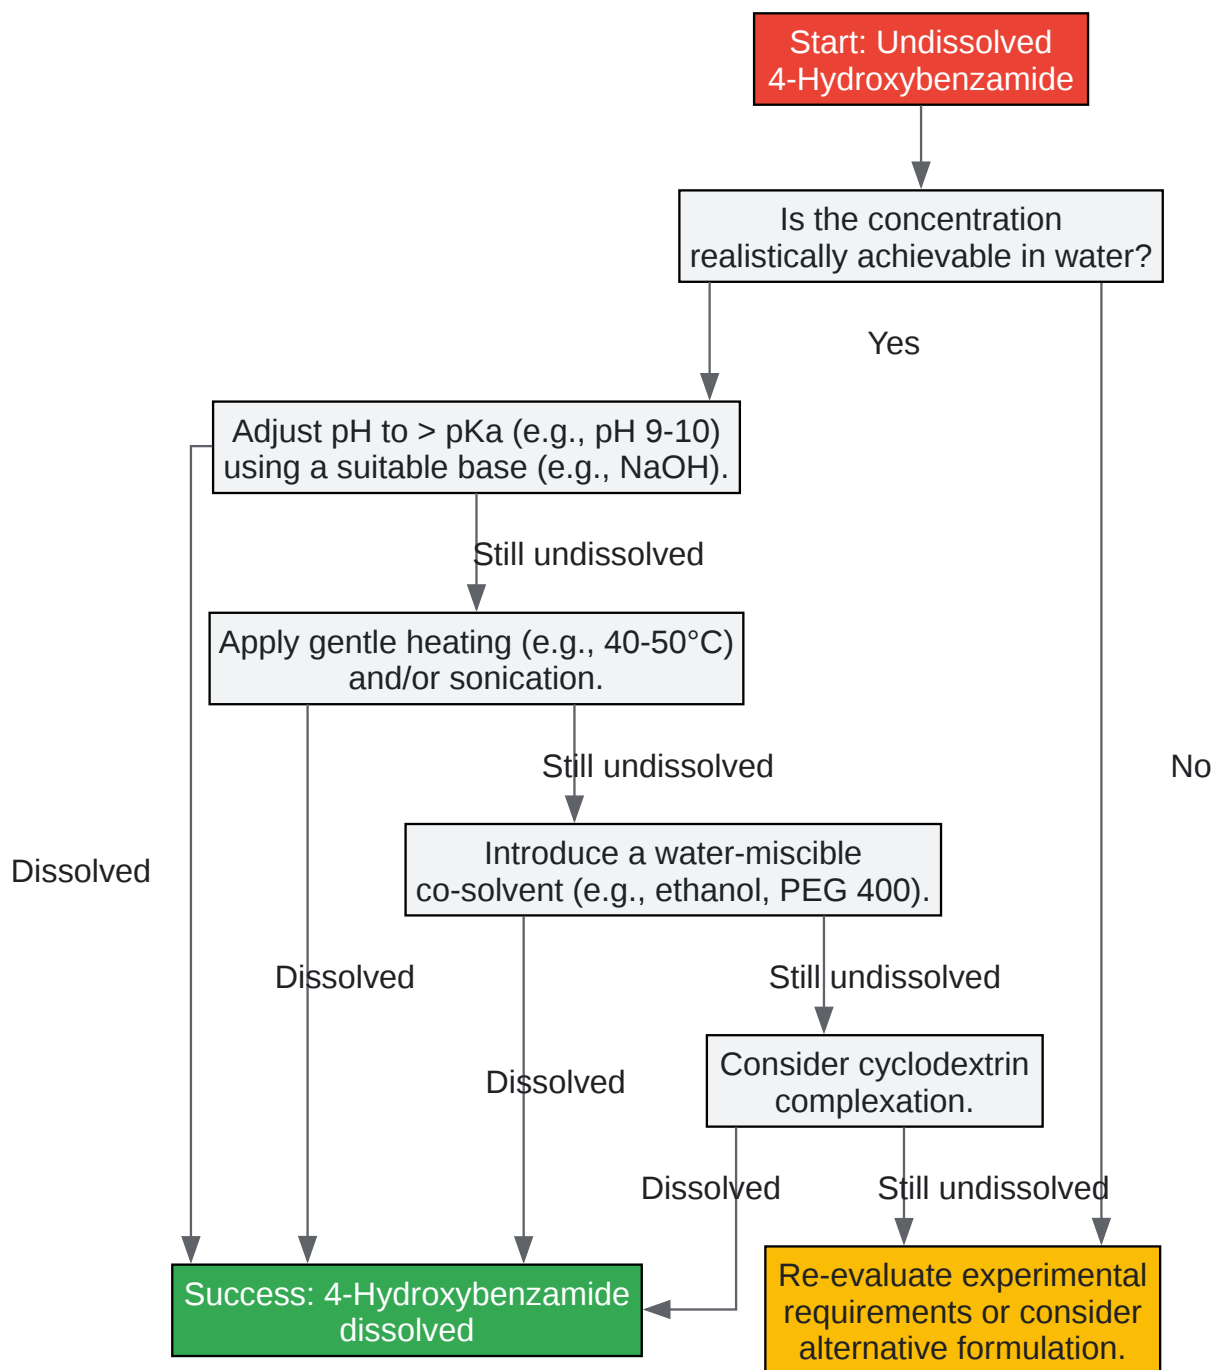 Start: Undissolved
4-Hydroxybenzamide
Is the concentration
realistically achievable in water?
Yes
Adjust pH to > pKa (e.g., pH 9-10)
using a suitable base (e.g., NaOH).
Still undissolved
Apply gentle heating (e.g., 40-50°C)
and/or sonication.
Still undissolved
No
Introduce a water-miscible
co-solvent (e.g., ethanol, PEG 400).
Dissolved
Dissolved
Still undissolved
Consider cyclodextrin
complexation.
Dissolved
Dissolved
Still undissolved
Success: 4-Hydroxybenzamide
dissolved
Re-evaluate experimental
requirements or consider
alternative formulation.